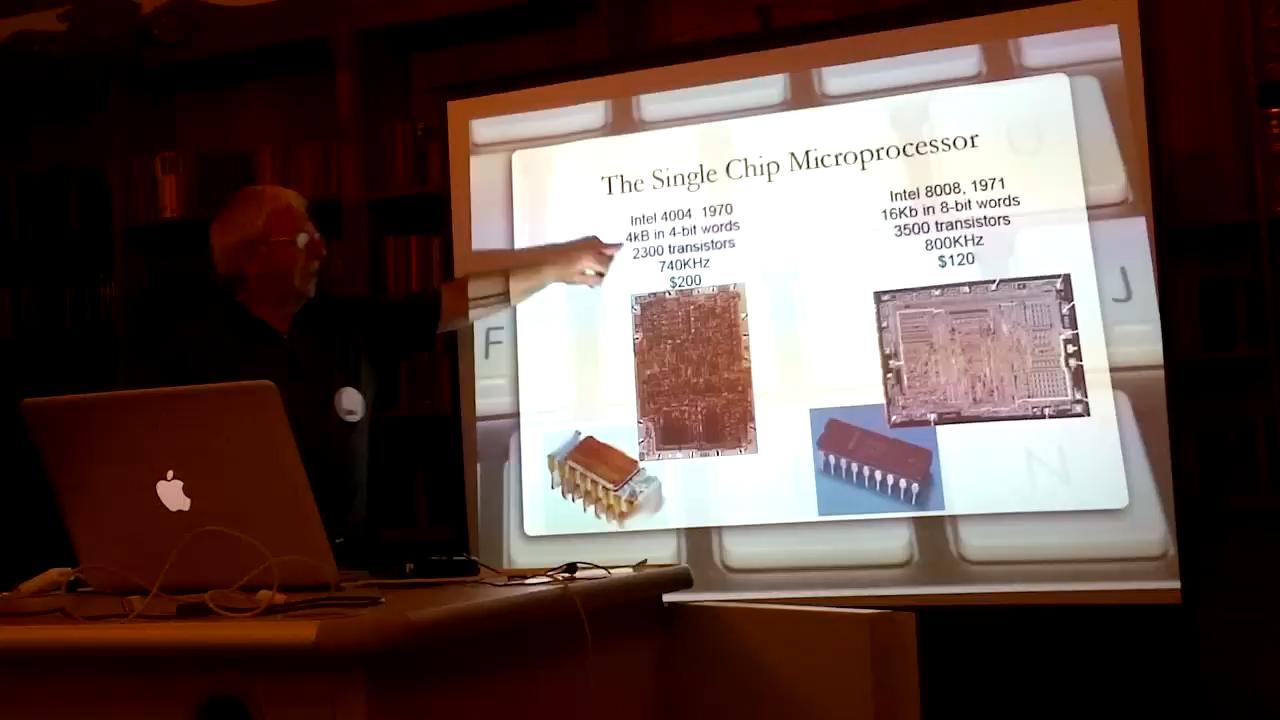 The Single Chip Microprocessor
Intel 4004 1970
4kB in 4-bit words
2300 transistors
740KHz
$200
Intel 8008, 1971
16Kb in 8-bit words
3500 transistors
800KHz
$120
F
J
N